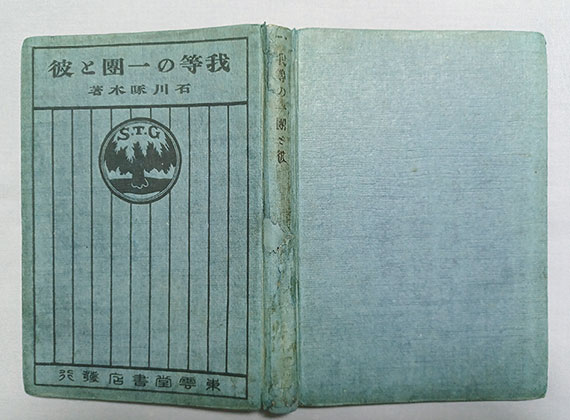 我等の一團と彼
石川啄木著
S.T.G
東雲堂書店發行
我等の一團と彼